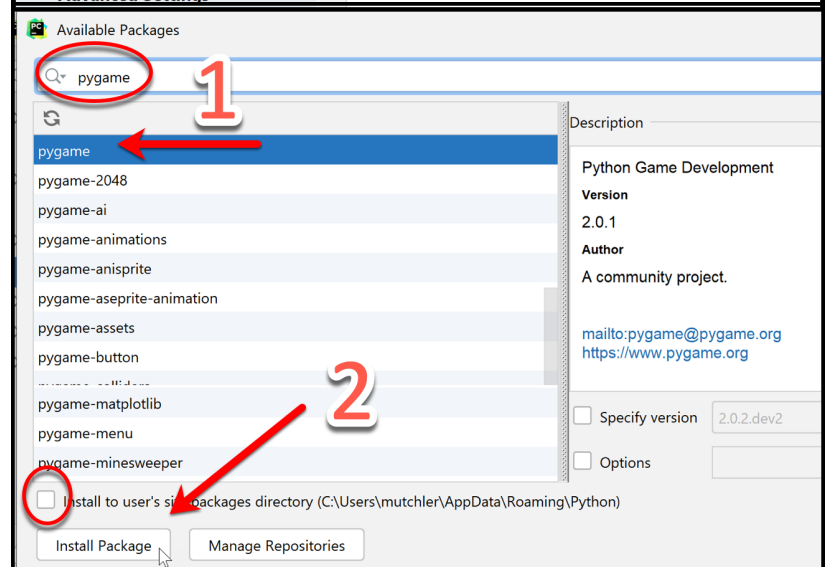 Available Packages
pygame
1
Description
pygame
pygame-2048
pygame-ai
pygame-animations
pygame-anisprite
pygame-aseprite-animation
pygame-assets
pygame-button
pygame-matplotlib
pygame-menu
pygame-minesweeper
Python Game Development
Version
2.0.1
Author
A community project.
mailto:pygame@pygame.org
https://www.pygame.org
2
Specify version 2.0.2.dev2
Options
Install to user's packages directory (C:\Users\mutchler\AppData\Roaming\Python)
Install Package Manage Repositories